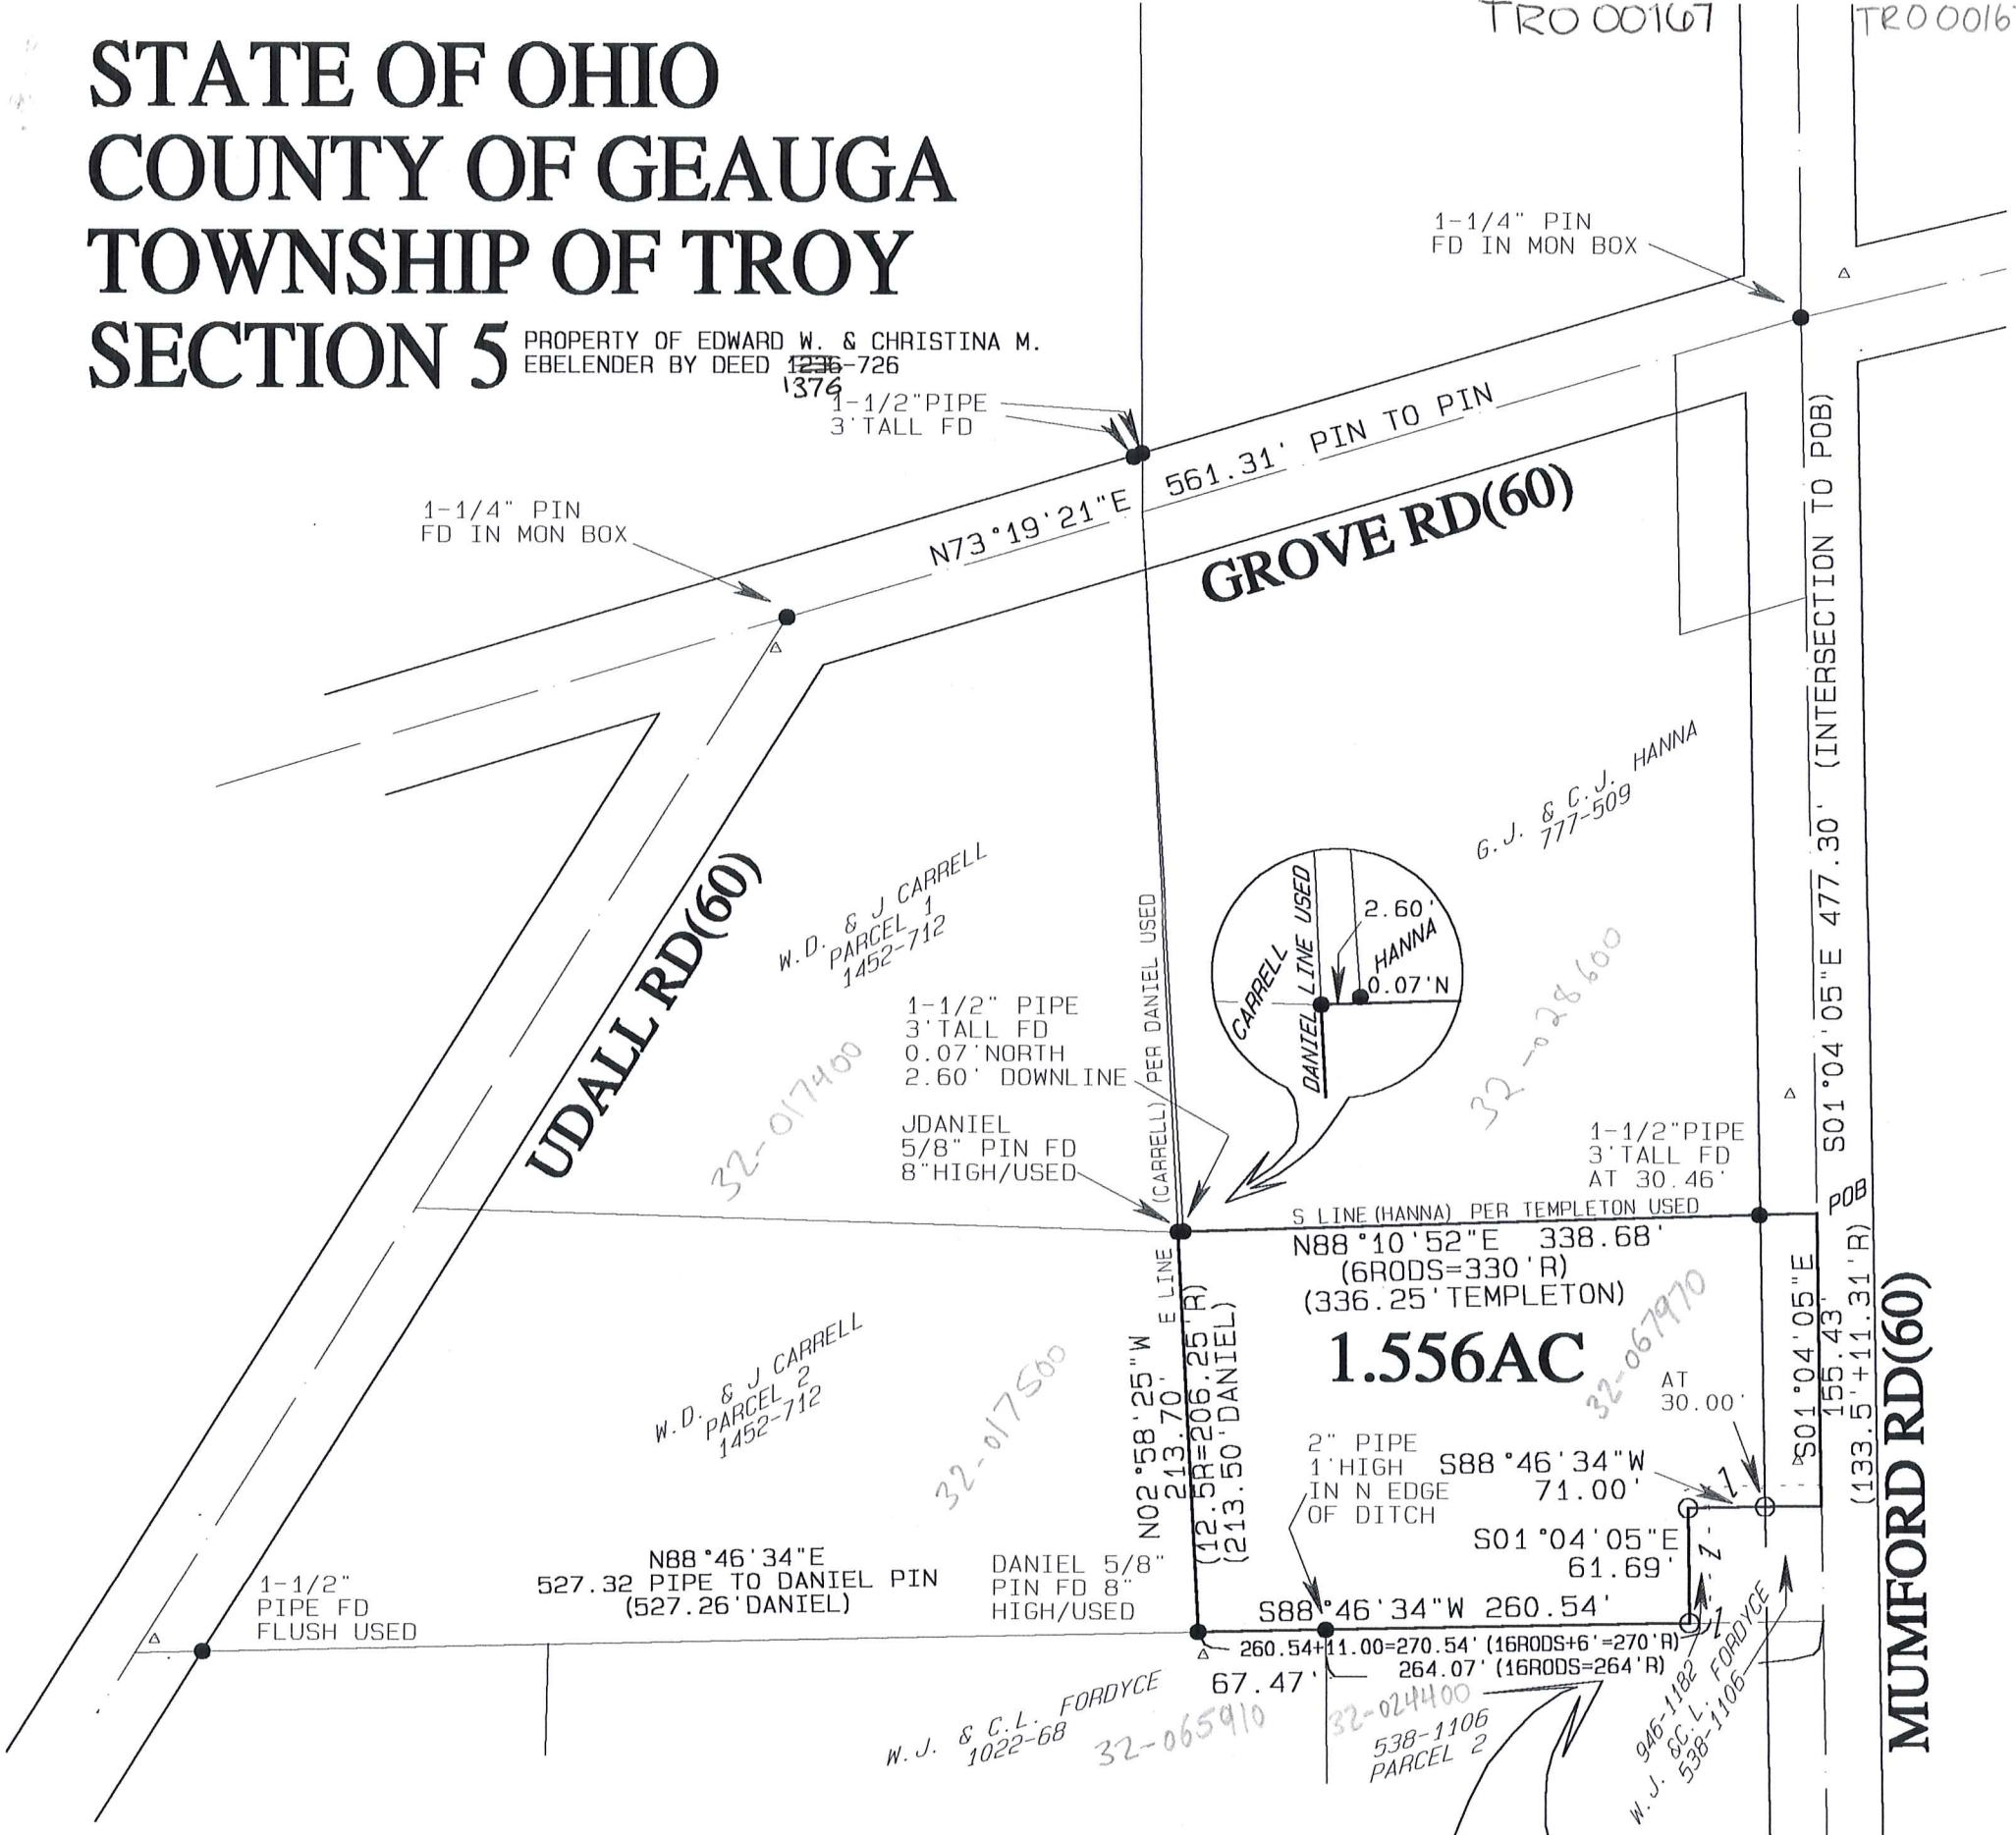 TRO 00167
TRO 0016
STATE OF OHIO
COUNTY OF GEAUGA
TOWNSHIP OF TROY
SECTION 5
PROPERTY OF EDWARD W. & CHRISTINA M.
EBELENDER BY DEED 1236-726
1376
1-1/2"PIPE
3'TALL FD
1-1/4" PIN
FD IN MON BOX
1-1/4" PIN
FD IN MON BOX
N73°19'21"E 561.31' PIN TO PIN
GROVE RD(60)
S01°04'05"E 477.30' (INTERSECTION TO POB)
UDALL RD(60)
W.D. & J CARRELL
PARCEL 1
1452-712
32-017400
G.J. & C.J. HANNA
777-509
32-028600
E LINE (CARRELL) PER DANIEL USED
CARRELL
DANIEL LINE USED
2.60'
HANNA
0.07'N
1-1/2" PIPE
3'TALL FD
0.07'NORTH
2.60' DOWNLINE
JDANIEL
5/8" PIN FD
8"HIGH/USED
1-1/2"PIPE
3'TALL FD
AT 30.46'
POB
S LINE(HANNA) PER TEMPLETON USED
N88°10'52"E 338.68'
(6RODS=330'R)
(336.25'TEMPLETON)
1.556AC
32-067970
N02°58'25"W
213.70'
(12.5R=206.25'R)
(213.50'DANIEL)
S01°04'05"E
155.43'
(133.5'+11.31'R)
MUMFORD RD(60)
AT
30.00'
2" PIPE
1'HIGH
IN N EDGE
OF DITCH
S88°46'34"W
71.00'
S01°04'05"E
61.69'
W.D. & J CARRELL
PARCEL 2
1452-712
32-017500
1-1/2"
PIPE FD
FLUSH USED
N88°46'34"E
527.32 PIPE TO DANIEL PIN
(527.26'DANIEL)
DANIEL 5/8"
PIN FD 8"
HIGH/USED
S88°46'34"W 260.54'
260.54+11.00=270.54' (16RODS+6'=270'R)
67.47'
264.07' (16RODS=264'R)
W.J. & C.L. FORDYCE
1022-68
32-065910
32-024400
538-1106
PARCEL 2
946-1182
W.J. &C.L. FORDYCE
538-1106